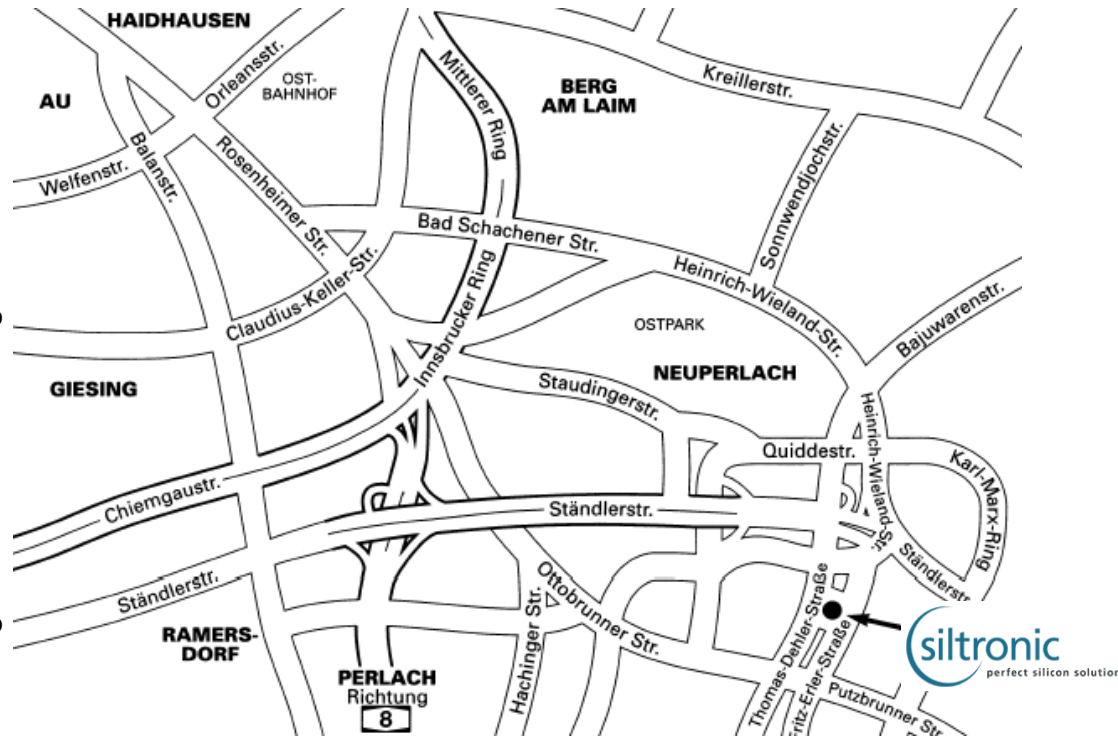 HAIDHAUSEN
Orleansstr.
OST-
BAHNHOF
AU
Mittlerer Ring
BERG
AM LAIM
Kreillerstr.
Welfenstr.
Balanstr.
Rosenheimer Str.
Sonnwendjochstr.
Bad Schachener Str.
Claudius-Keller-Str.
Innsbrucker Ring
Heinrich-Wieland-Str.
Bajuwarenstr.
OSTPARK
GIESING
NEUPERLACH
Staudingerstr.
Heinrich-Wieland-Str.
Quiddestr.
Karl-Marx-Ring
Chiemgaustr.
Ständlerstr.
Ständlerstr.
Ständlerstr.
Ottobrunner Str.
Hachinger Str.
Thomas-Dehler-Straße
Fritz-Erler-Straße
RAMERS-
DORF
siltronic
perfect silicon solution
PERLACH
Richtung
8
Putzbrunner Str.